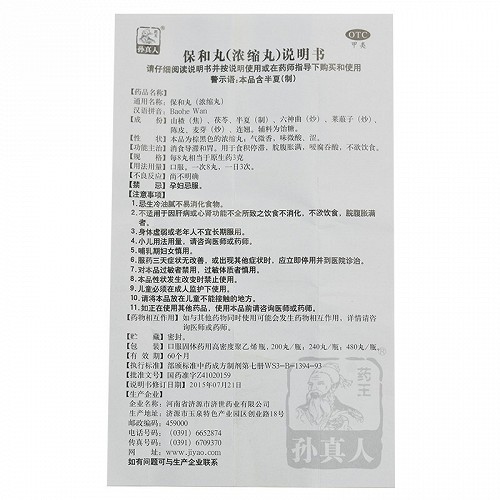 孙真人
OTC
甲类
保和丸(浓缩丸)说明书
请仔细阅读说明书并按说明使用或在药师指导下购买和使用
警示语:本品含半夏(制)
【药品名称】
通用名称:保和丸(浓缩丸)
汉语拼音:Baohe Wan
【成 份】山楂(焦)、茯苓、半夏(制)、六神曲(炒)、莱菔子(炒)、
陈皮、麦芽(炒)、连翘。辅料为饴糖。
【性 状】本品为棕黑色的浓缩丸;气微香,味微酸、涩。
【功能主治】消食导滞和胃。用于食积停滞,脘腹胀满,嗳腐吞酸,不欲饮食。
【规 格】每8丸相当于原生药3克
【用法用量】口服。一次8丸,一日3次。
【不良反应】尚不明确
【禁 忌】孕妇忌服。
【注意事项】
1.忌生冷油腻不易消化食物。
2.不适用于因肝病或心肾功能不全所致之饮食不消化,不欲饮食,脘腹胀满
者。
3.身体虚弱或老年人不宜长期服用。
4.小儿用法用量,请咨询医师或药师。
5.哺乳期妇女慎用。
6.服药三天症状无改善,或出现其他症状时,应立即停用并到医院诊治。
7.对本品过敏者禁用,过敏体质者慎用。
8.本品性状发生改变时禁止使用。
9.儿童必须在成人监护下使用。
10.请将本品放在儿童不能接触的地方。
11.如正在使用其他药品,使用本品前请咨询医师或药师。
【药物相互作用】如与其他药物同时使用可能会发生药物相互作用,详情请咨
询医师或药师。
【贮 藏】密封。
【包 装】口服固体药用高密度聚乙烯瓶,200丸/瓶;240丸/瓶;480丸/瓶。
【有 效 期】60个月
【执行标准】部颁标准中药成方制剂第七册WS3-B-1394-93
【批准文号】国药准字Z41020159
【说明书修订日期】2015年07月21日
【生产企业】
企业名称:河南省济源市济世药业有限公司
生产地址:济源市玉泉特色产业园区创业路18号
邮政编码:459000
电话号码:(0391) 6652874
传真号码:(0391) 6709370
网 址:www.jiyao.com
如有问题可与生产企业联系
药王
孙真人